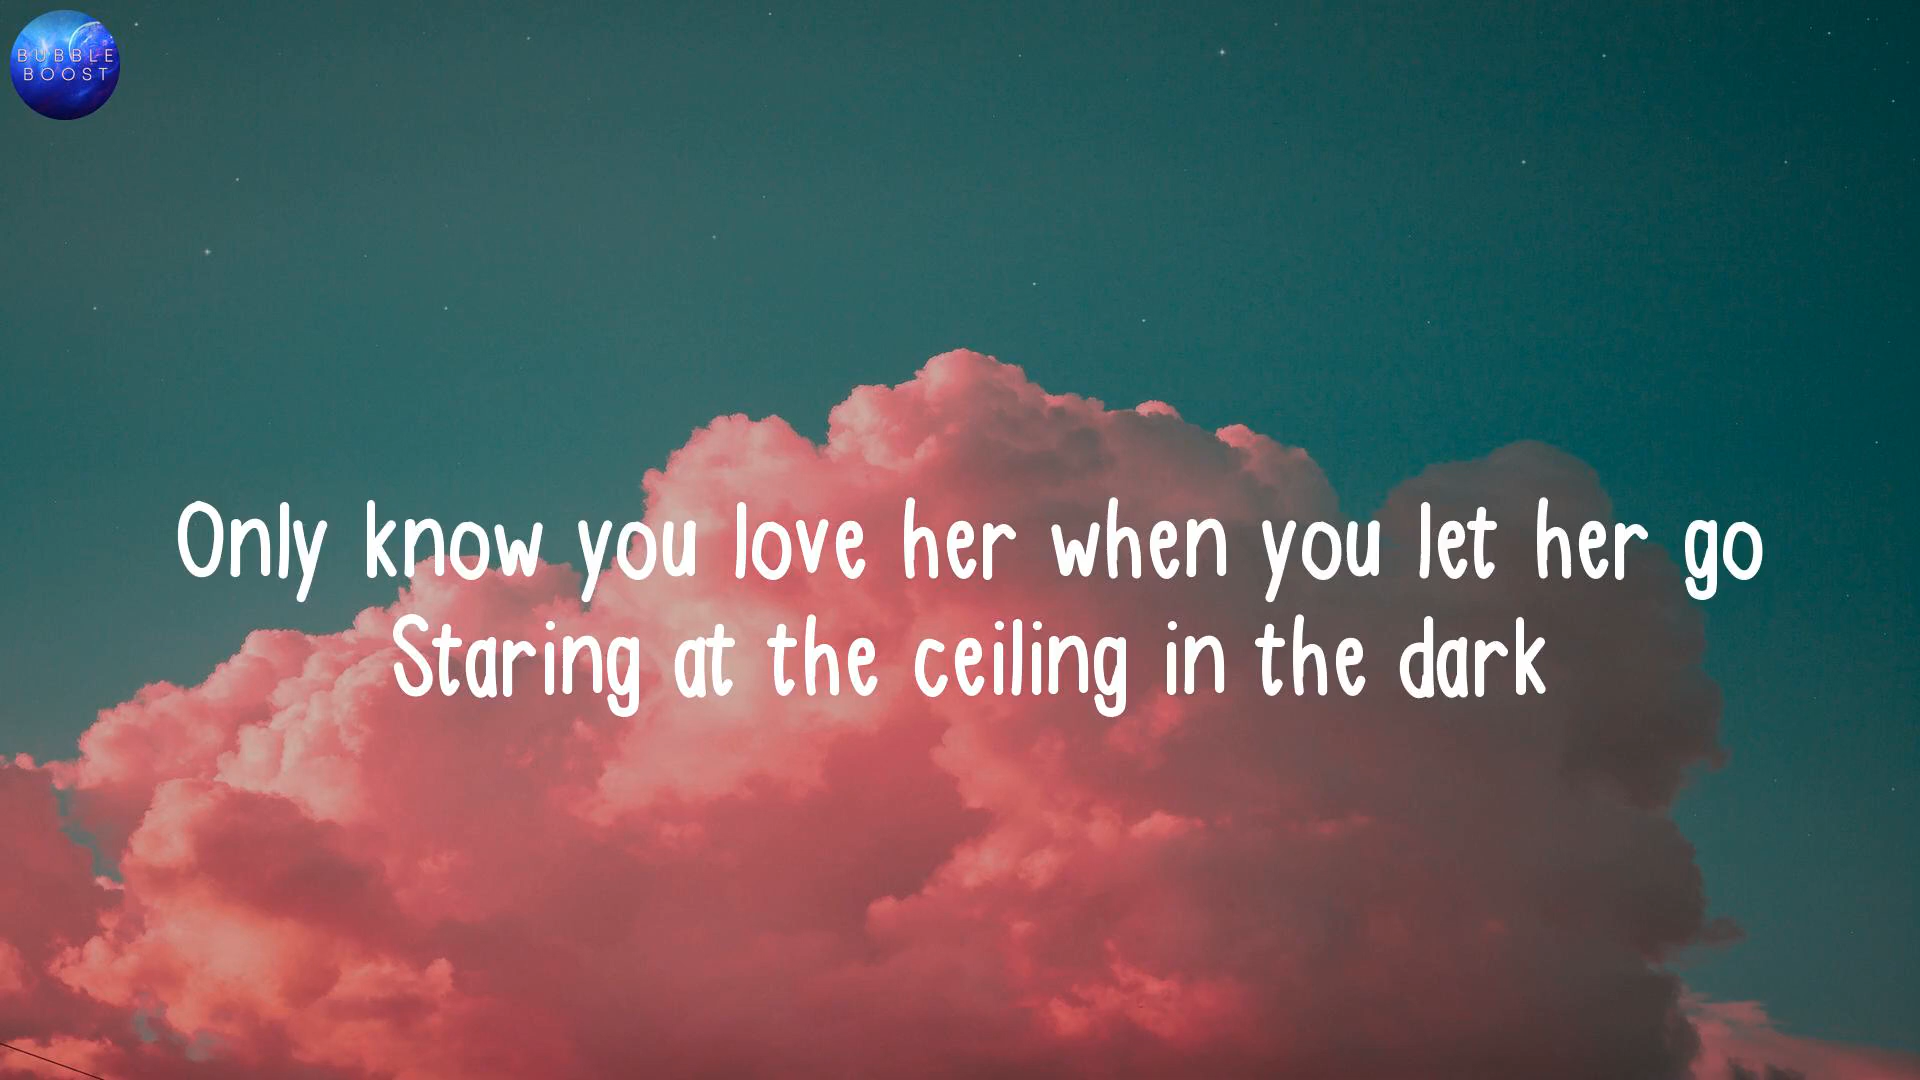 BUBBLE
BOOST
Only know you love her when you let her go
Staring at the ceiling in the dark